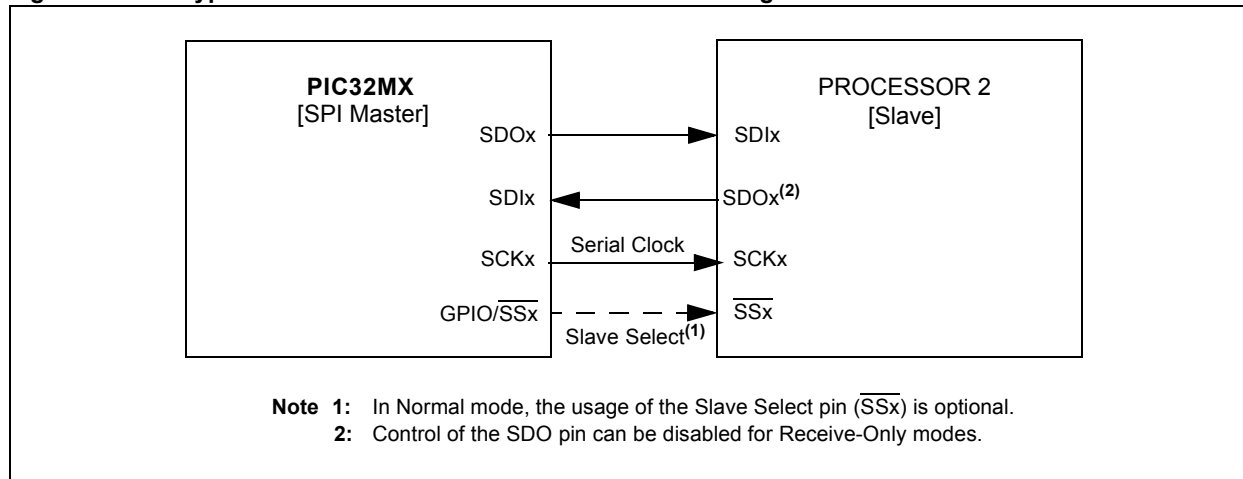 PIC32MX
[SPI Master]
PROCESSOR 2
[Slave]
SDOx
SDIx
SDIx
SDOx(2)
SCKx
Serial Clock
SCKx
GPIO/SSx
Slave Select(1)
SSx
Note 1: In Normal mode, the usage of the Slave Select pin (SSx) is optional.
2: Control of the SDO pin can be disabled for Receive-Only modes.